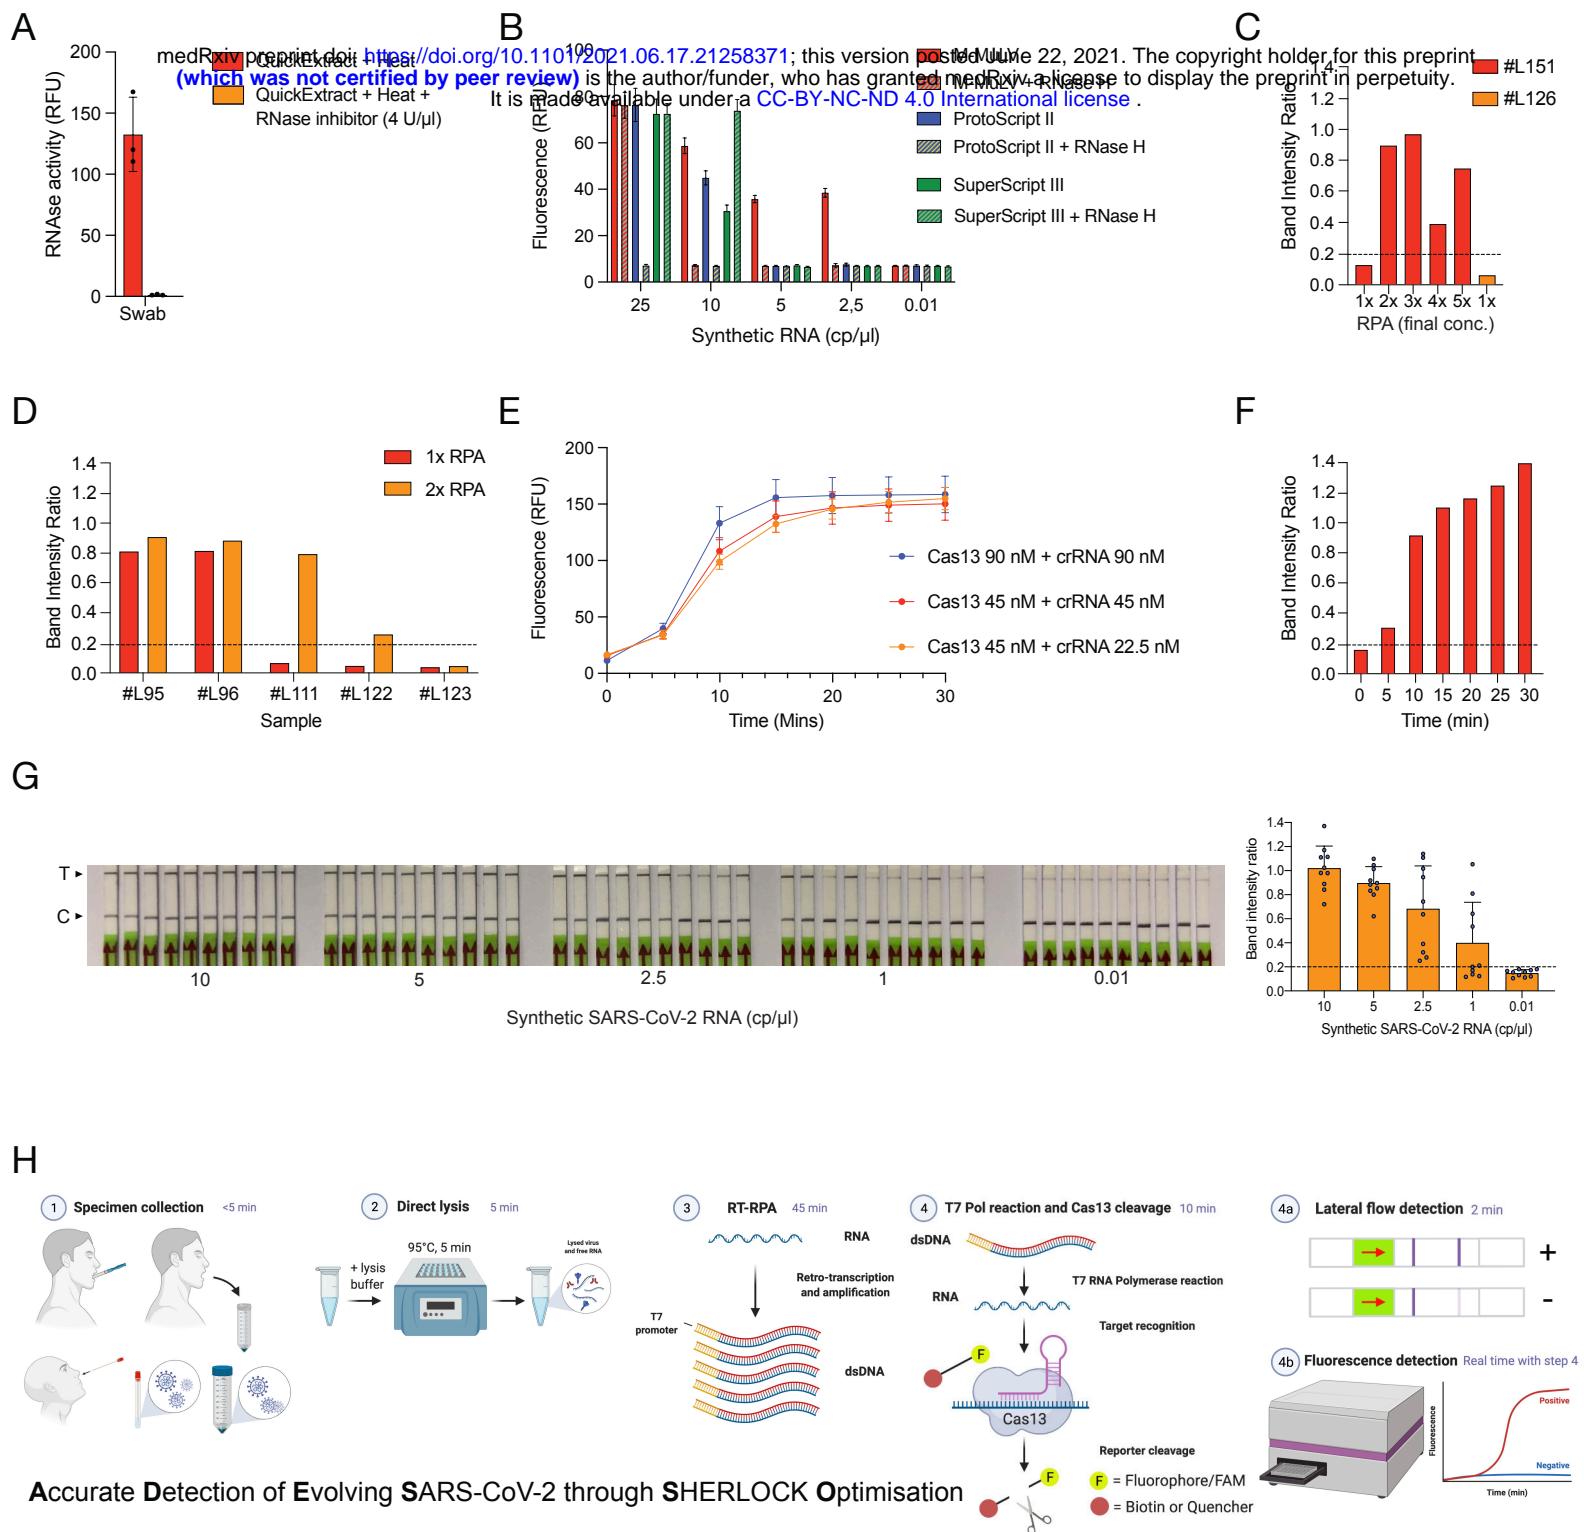 A
B
C
medRxiv preprint doi: https://doi.org/10.1101/2021.06.17.21258371; this version posted June 22, 2021. The copyright holder for this preprint
(which was not certified by peer review) is the author/funder, who has granted medRxiv a license to display the preprint in perpetuity.
It is made available under a CC-BY-NC-ND 4.0 International license .
RNAse activity (RFU)
200
150
100
50
0
Swab
QuickExtract + Heat
QuickExtract + Heat +
RNase inhibitor (4 U/µl)
Fluorescence (RFU)
100
80
60
40
20
0
25 10 5 2,5 0.01
Synthetic RNA (cp/µl)
M-MuLV
M-MuLV + RNase H
ProtoScript II
ProtoScript II + RNase H
SuperScript III
SuperScript III + RNase H
Band Intensity Ratio
1.4
1.2
1.0
0.8
0.6
0.4
0.2
0.0
1x 2x 3x 4x 5x 1x
RPA (final conc.)
#L151
#L126
D
E
F
Band Intensity Ratio
1.4
1.2
1.0
0.8
0.6
0.4
0.2
0.0
#L95 #L96 #L111 #L122 #L123
Sample
1x RPA
2x RPA
Fluorescence (RFU)
200
150
100
50
0
0 10 20 30
Time (Mins)
Cas13 90 nM + crRNA 90 nM
Cas13 45 nM + crRNA 45 nM
Cas13 45 nM + crRNA 22.5 nM
Band Intensity Ratio
1.4
1.2
1.0
0.8
0.6
0.4
0.2
0.0
0 5 10 15 20 25 30
Time (min)
G
T
C
10 5 2.5 1 0.01
Synthetic SARS-CoV-2 RNA (cp/µl)
Band intensity ratio
1.4
1.2
1.0
0.8
0.6
0.4
0.2
0.0
10 5 2.5 1 0.01
Synthetic SARS-CoV-2 RNA (cp/µl)
H
1 Specimen collection <5 min
2 Direct lysis 5 min
95°C, 5 min
+ lysis
buffer
Lysed virus
and free RNA
3 RT-RPA 45 min
RNA
Retro-transcription
and amplification
T7
promoter
dsDNA
4 T7 Pol reaction and Cas13 cleavage 10 min
dsDNA
T7 RNA Polymerase reaction
RNA
Target recognition
F
Cas13
Reporter cleavage
F
F = Fluorophore/FAM
= Biotin or Quencher
4a Lateral flow detection 2 min
+
-
4b Fluorescence detection Real time with step 4
Fluorescence
Positive
Negative
Time (min)
Accurate Detection of Evolving SARS-CoV-2 through SHERLOCK Optimisation